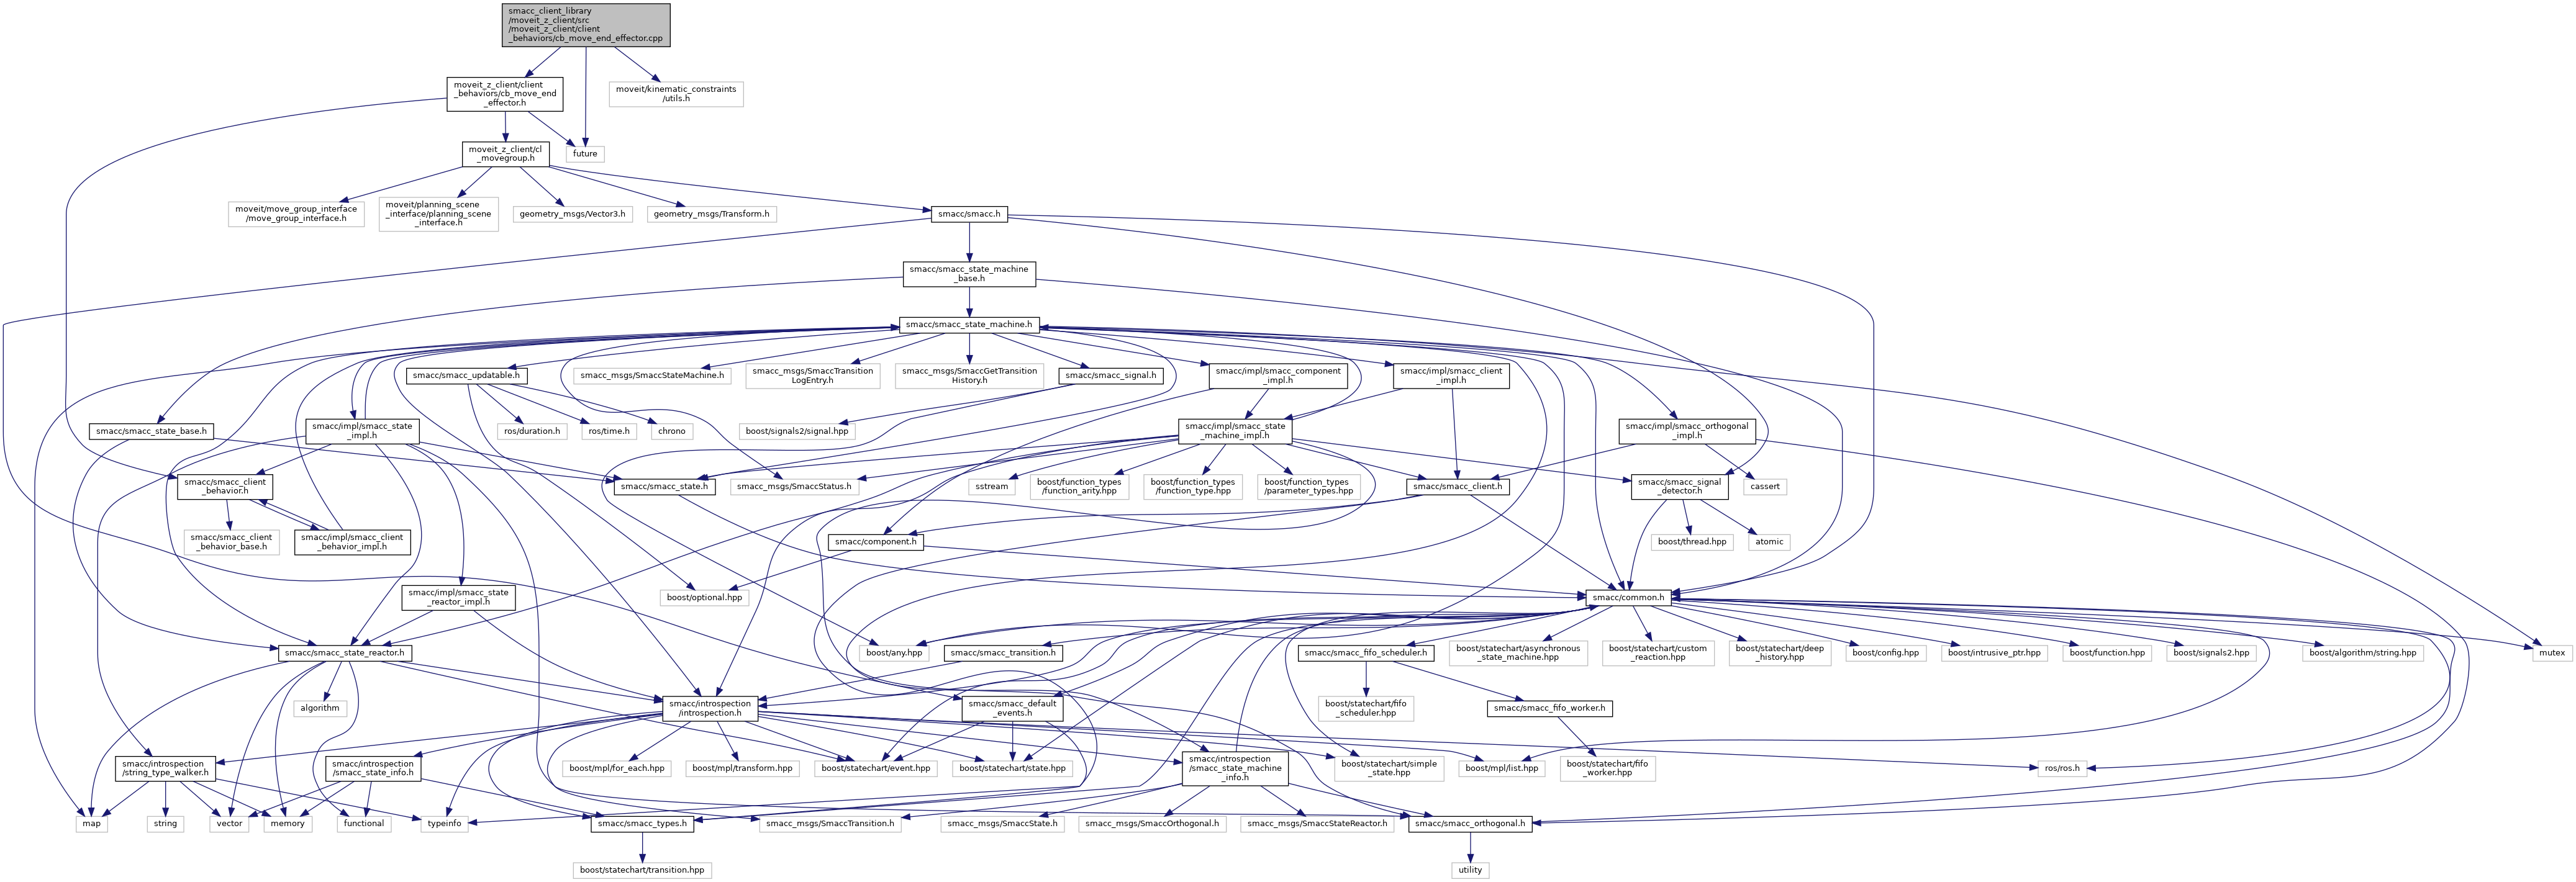 smacc_client_library
/moveit_z_client/src
/moveit_z_client/client
_behaviors/cb_move_end_effector.cpp
moveit_z_client/client
_behaviors/cb_move_end
_effector.h
moveit/kinematic_constraints
/utils.h
moveit_z_client/cl
_movegroup.h
future
moveit/move_group_interface
/move_group_interface.h
moveit/planning_scene
_interface/planning_scene
_interface.h
geometry_msgs/Vector3.h
geometry_msgs/Transform.h
smacc/smacc.h
smacc/smacc_state_machine
_base.h
smacc/smacc_state_machine.h
smacc/smacc_updatable.h
smacc_msgs/SmaccStateMachine.h
smacc_msgs/SmaccTransition
LogEntry.h
smacc_msgs/SmaccGetTransition
History.h
smacc/smacc_signal.h
smacc/impl/smacc_component
_impl.h
smacc/impl/smacc_client
_impl.h
smacc/smacc_state_base.h
smacc/impl/smacc_state
_impl.h
ros/duration.h
ros/time.h
chrono
boost/signals2/signal.hpp
smacc/impl/smacc_state
_machine_impl.h
smacc/impl/smacc_orthogonal
_impl.h
smacc/smacc_client
_behavior.h
smacc/smacc_state.h
smacc_msgs/SmaccStatus.h
sstream
boost/function_types
/function_arity.hpp
boost/function_types
/function_type.hpp
boost/function_types
/parameter_types.hpp
smacc/smacc_client.h
smacc/smacc_signal
_detector.h
cassert
smacc/smacc_client
_behavior_base.h
smacc/impl/smacc_client
_behavior_impl.h
smacc/component.h
boost/thread.hpp
atomic
smacc/impl/smacc_state
_reactor_impl.h
boost/optional.hpp
smacc/common.h
smacc/smacc_state_reactor.h
boost/any.hpp
smacc/smacc_transition.h
smacc/smacc_fifo_scheduler.h
boost/statechart/asynchronous
_state_machine.hpp
boost/statechart/custom
_reaction.hpp
boost/statechart/deep
_history.hpp
boost/config.hpp
boost/intrusive_ptr.hpp
boost/function.hpp
boost/signals2.hpp
boost/algorithm/string.hpp
mutex
algorithm
smacc/introspection
/introspection.h
smacc/smacc_default
_events.h
boost/statechart/fifo
_scheduler.hpp
smacc/smacc_fifo_worker.h
smacc/introspection
/string_type_walker.h
smacc/introspection
/smacc_state_info.h
boost/mpl/for_each.hpp
boost/mpl/transform.hpp
boost/statechart/event.hpp
boost/statechart/state.hpp
smacc/introspection
/smacc_state_machine
_info.h
boost/statechart/simple
_state.hpp
boost/mpl/list.hpp
boost/statechart/fifo
_worker.hpp
ros/ros.h
map
string
vector
memory
functional
typeinfo
smacc/smacc_types.h
smacc_msgs/SmaccTransition.h
smacc_msgs/SmaccState.h
smacc_msgs/SmaccOrthogonal.h
smacc_msgs/SmaccStateReactor.h
smacc/smacc_orthogonal.h
boost/statechart/transition.hpp
utility